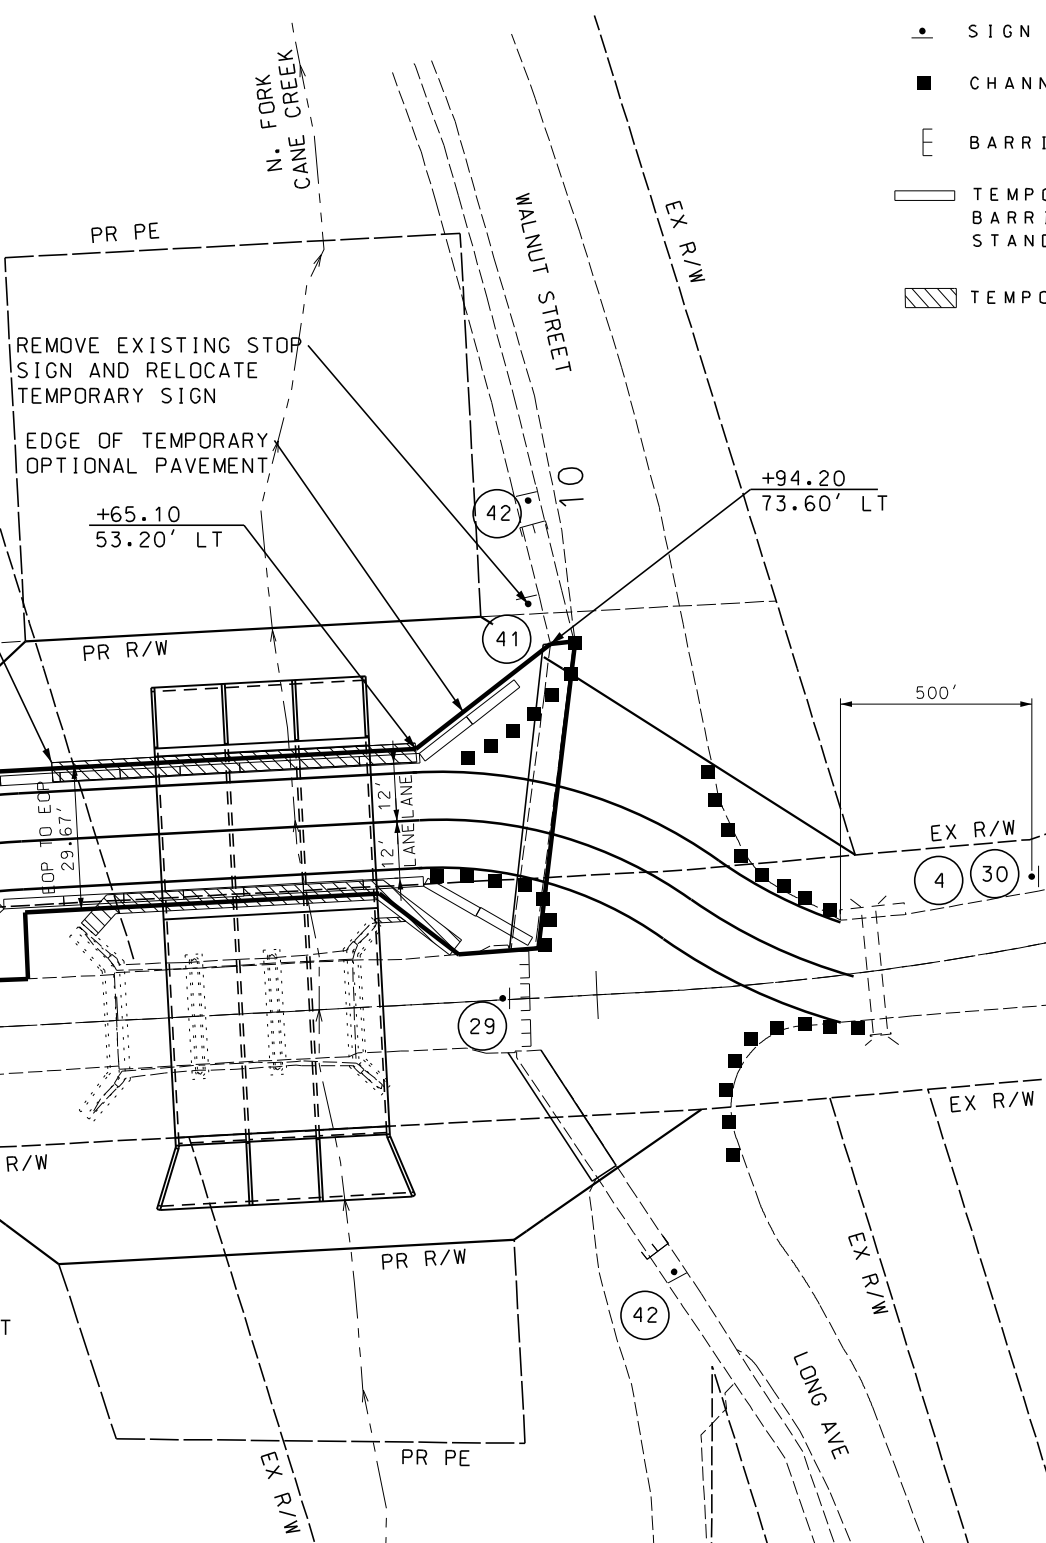 SIGN
CHANN
BARRI
TEMPO
BARRI
STAND
TEMPO
N. FORK
CANE CREEK
PR PE
WALNUT STREET
EX R/W
REMOVE EXISTING STOP
SIGN AND RELOCATE
TEMPORARY SIGN
EDGE OF TEMPORARY
OPTIONAL PAVEMENT
10
+94.20
73.60' LT
42
+65.10
53.20' LT
41
PR R/W
500'
EOP TO EOP
29.67'
12'
LANE
12'
LANE
EX R/W
4
30
29
EX R/W
R/W
PR R/W
EX R/W
42
T
LONG AVE
PR PE
EX R/W